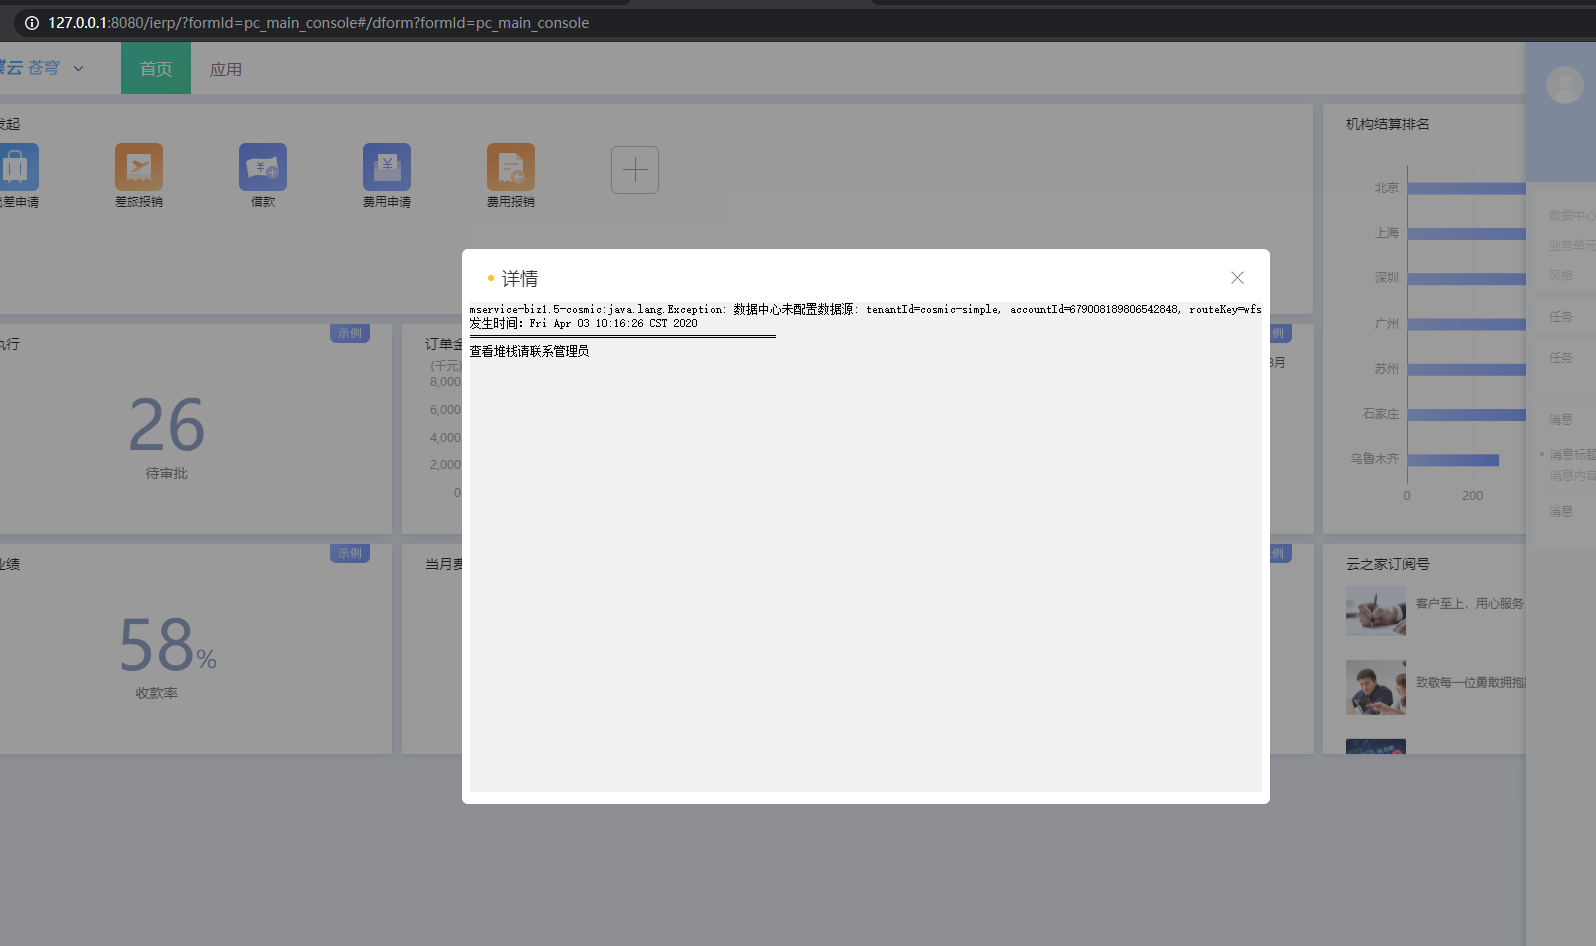 127.0.0.1:8080/ierp/?formId=pc_main_console#/dform?formId=pc_main_console
云 苍穹
首页
应用
发起
差申请
差旅报销
借款
费用申请
费用报销
机构结算排名
北京
上海
深圳
广州
苏州
石家庄
乌鲁木齐
0
200
数据中心
业务单元
风格
任务
任务
消息
消息标题
消息内容
消息
详情
mservice-biz1.5-cosmic:java.lang.Exception: 数据中心未配置数据源: tenantId=cosmic-simple, accountId=679008189806542848, routeKey=wfs
发生时间: Fri Apr 03 10:16:26 CST 2020
查看堆栈请联系管理员
行
示例
26
待审批
订单金
(千元)
8,000
6,000
4,000
2,000
0
例
月
绩
示例
58%
收款率
当月费
例
云之家订阅号
客户至上，用心服务
致敬每一位勇敢拥抱